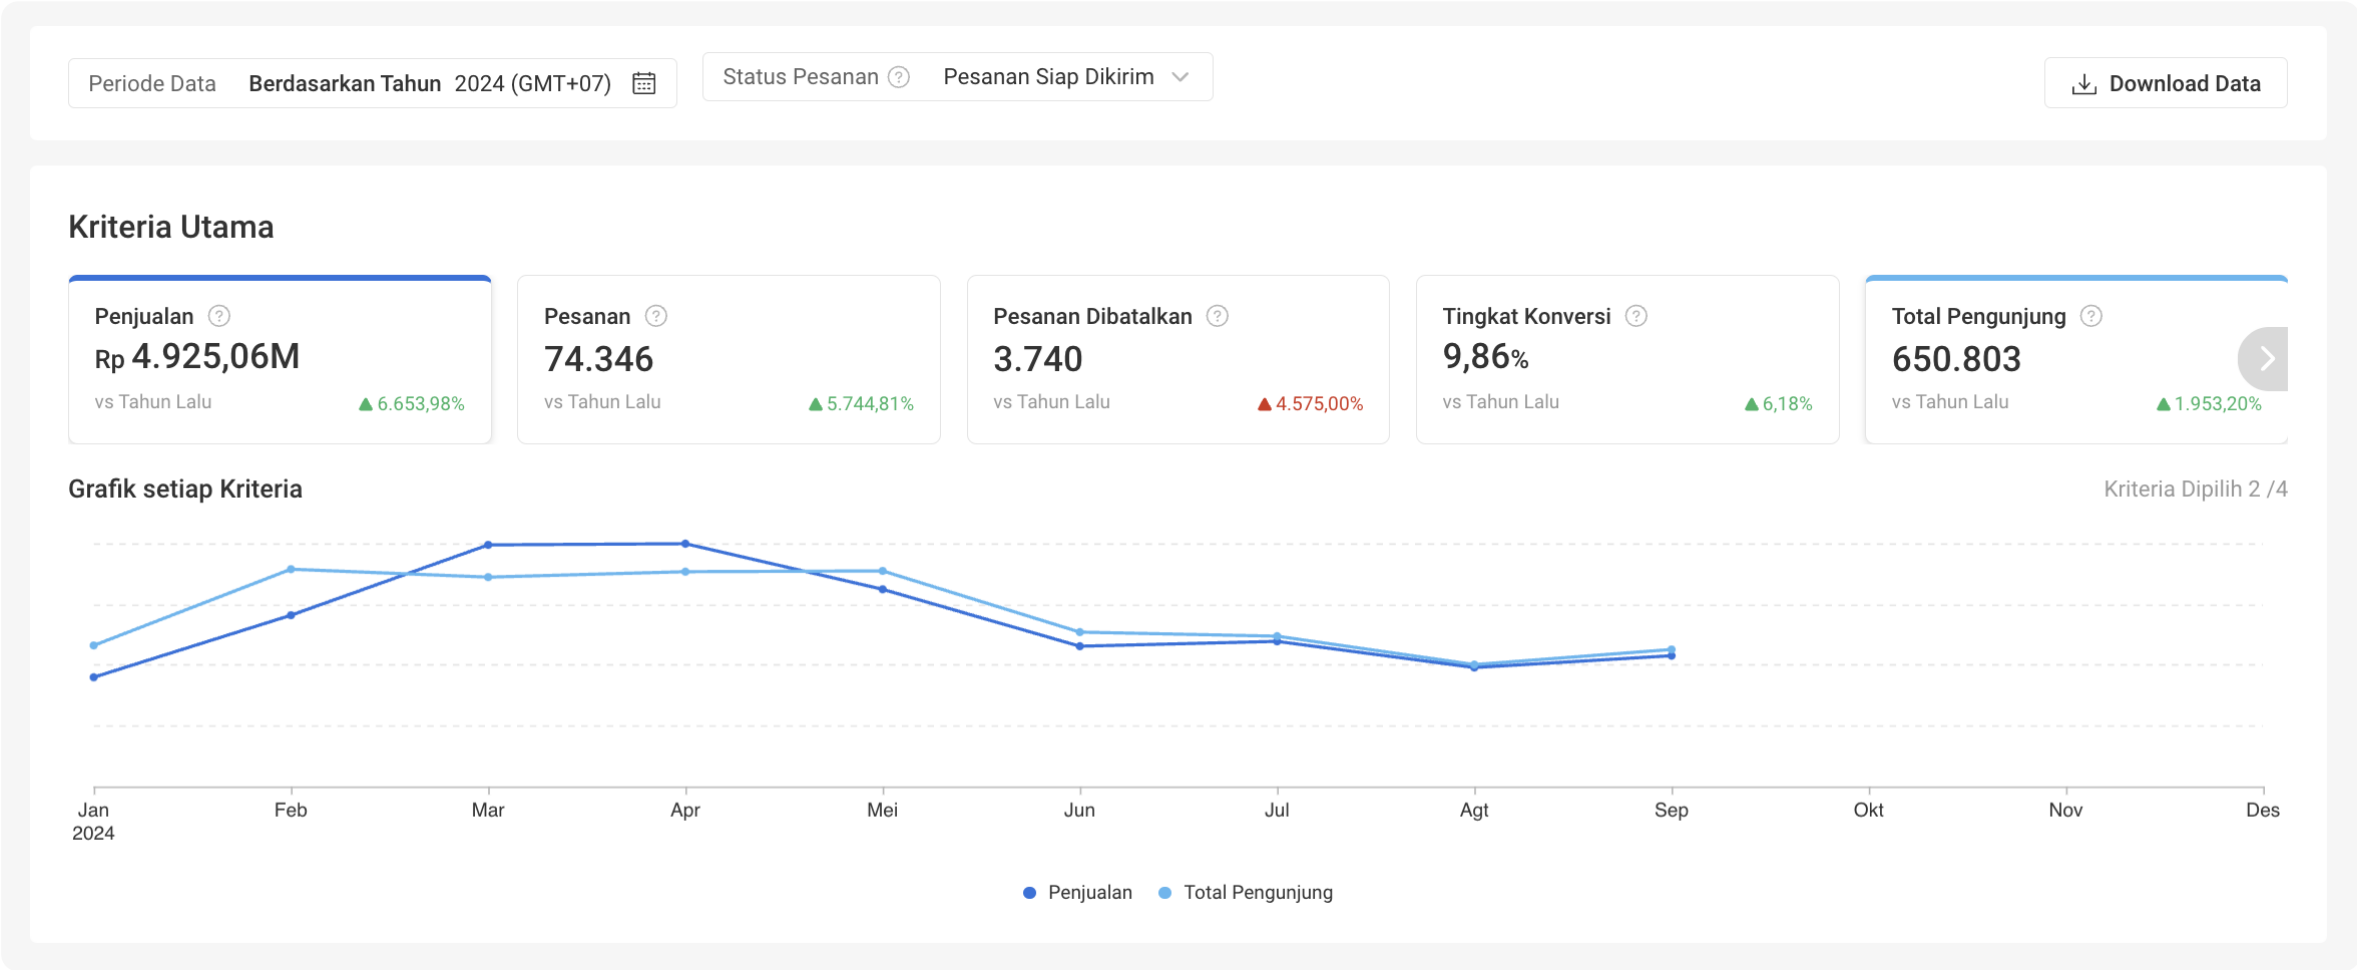 Periode Data Berdasarkan Tahun 2024 (GMT+07)
Status Pesanan ? Pesanan Siap Dikirim
Download Data
Kriteria Utama
Penjualan ?
Rp 4.925,06M
vs Tahun Lalu ▲6.653,98%
Pesanan ?
74.346
vs Tahun Lalu ▲5.744,81%
Pesanan Dibatalkan ?
3.740
vs Tahun Lalu ▲4.575,00%
Tingkat Konversi ?
9,86%
vs Tahun Lalu ▲6,18%
Total Pengunjung ?
650.803
vs Tahun Lalu ▲1.953,20%
Grafik setiap Kriteria
Kriteria Dipilih 2 /4
Jan Feb Mar Apr Mei Jun Jul Agt Sep Okt Nov Des
2024
Penjualan Total Pengunjung